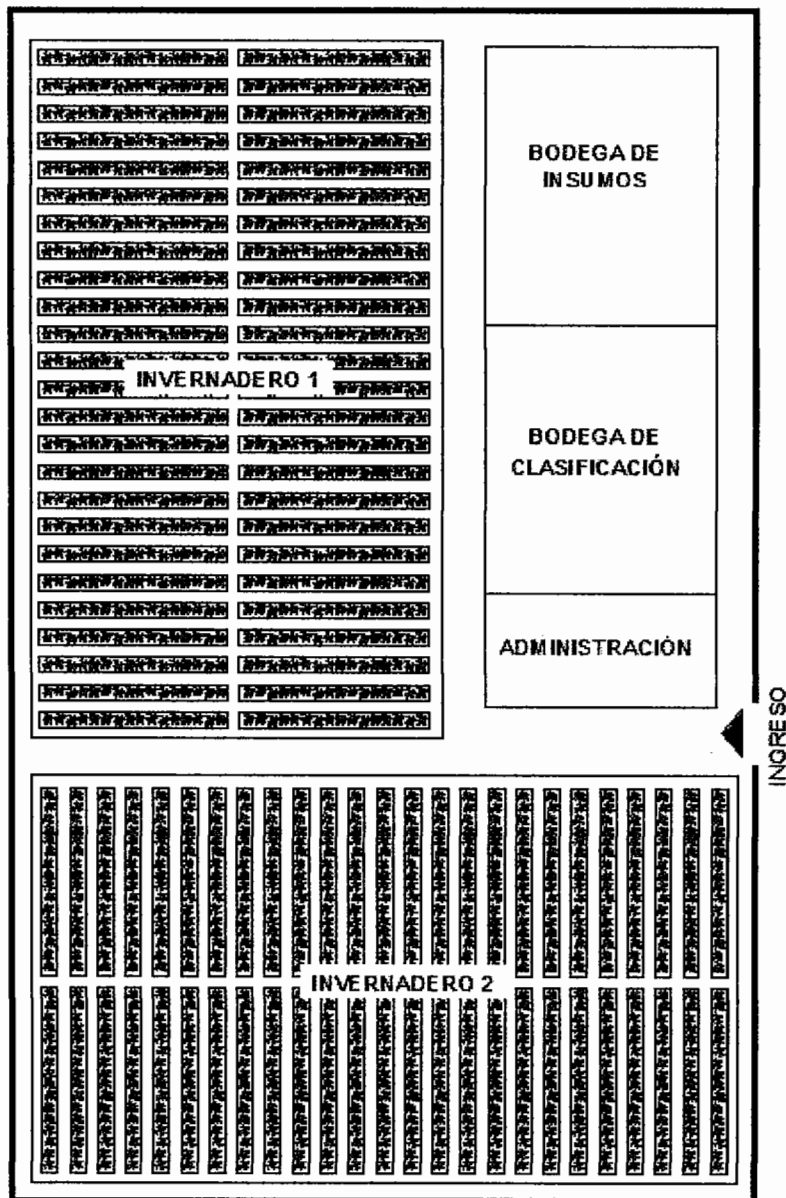 BODEGA DE
INSUMOS
INVERNADERO 1
BODEGA DE
CLASIFICACIÓN
ADMINISTRACIÓN
INGRESO
INVERNADERO 2